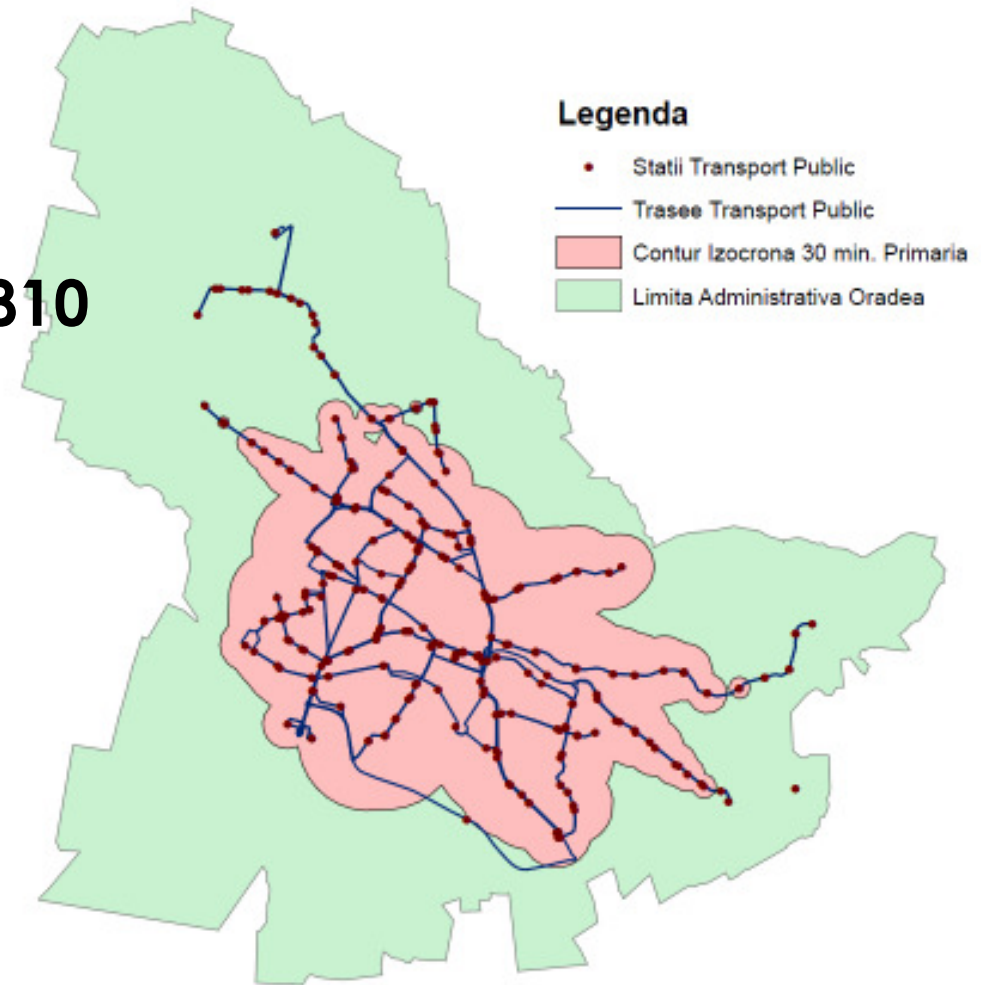 Legenda
Statii Transport Public
Trasee Transport Public
Contur Izocrona 30 min. Primaria
310
Limita Administrativa Oradea